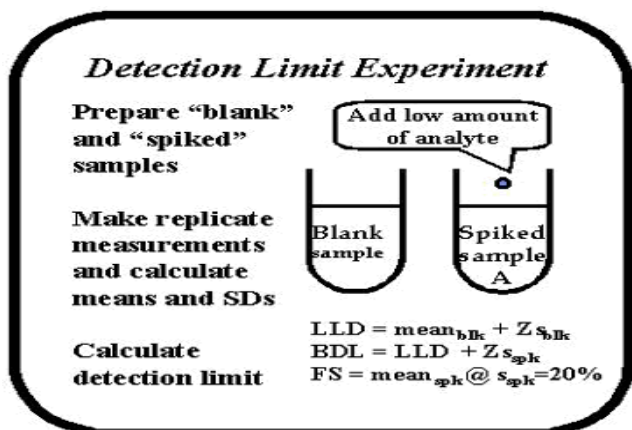 Detection Limit Experiment
Prepare “blank”
and “spiked”
samples
Add low amount
of analyte
Make replicate
measurements
and calculate
means and SDs
Blank
sample
Spiked
sample
A
Calculate
detection limit
LLD = mean_blk + Z s_blk
BDL = LLD + Z s_spk
FS = mean_spk @ s_spk=20%